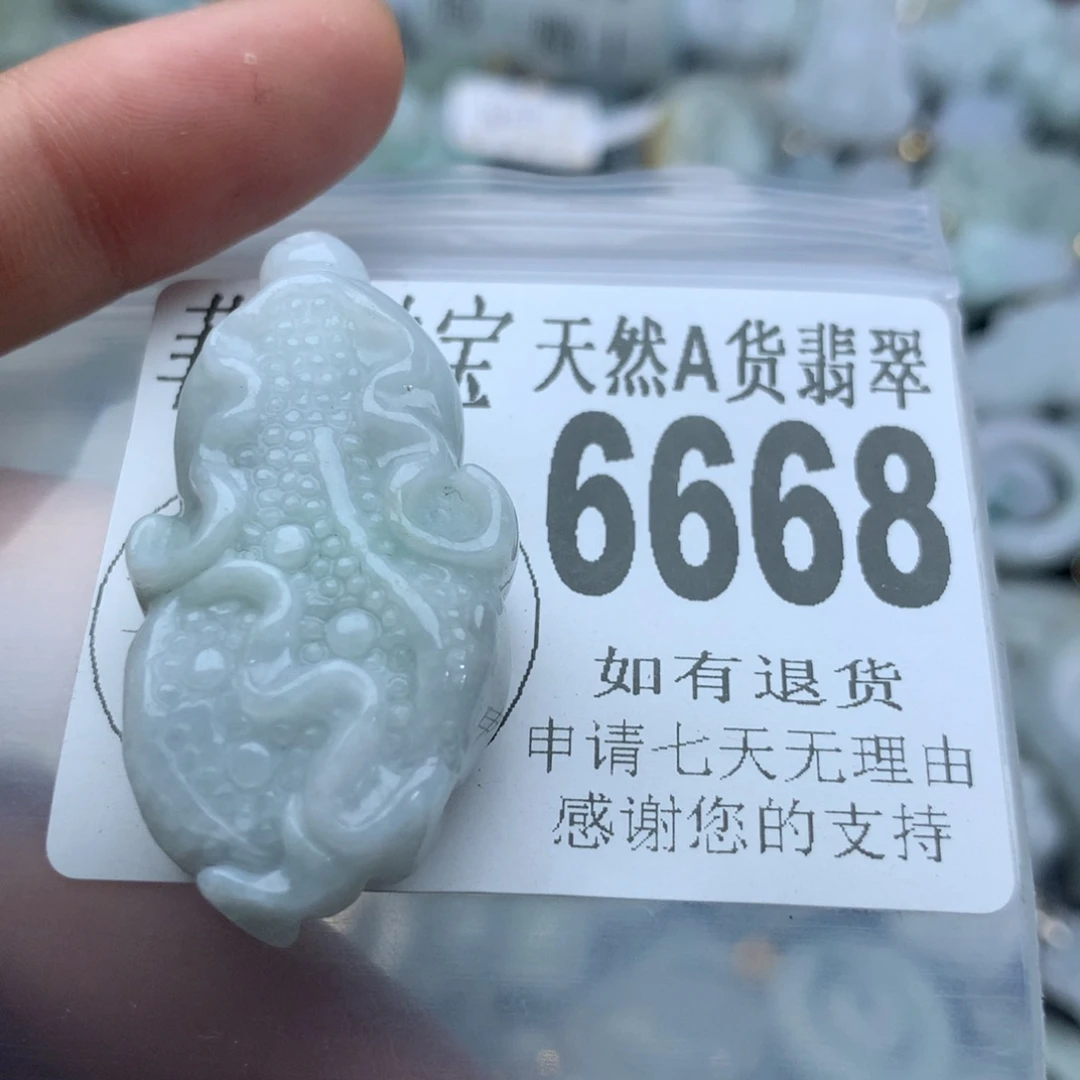 宝 天然A货翡翠
6668
如有退货
申请七天无理由
感谢您的支持